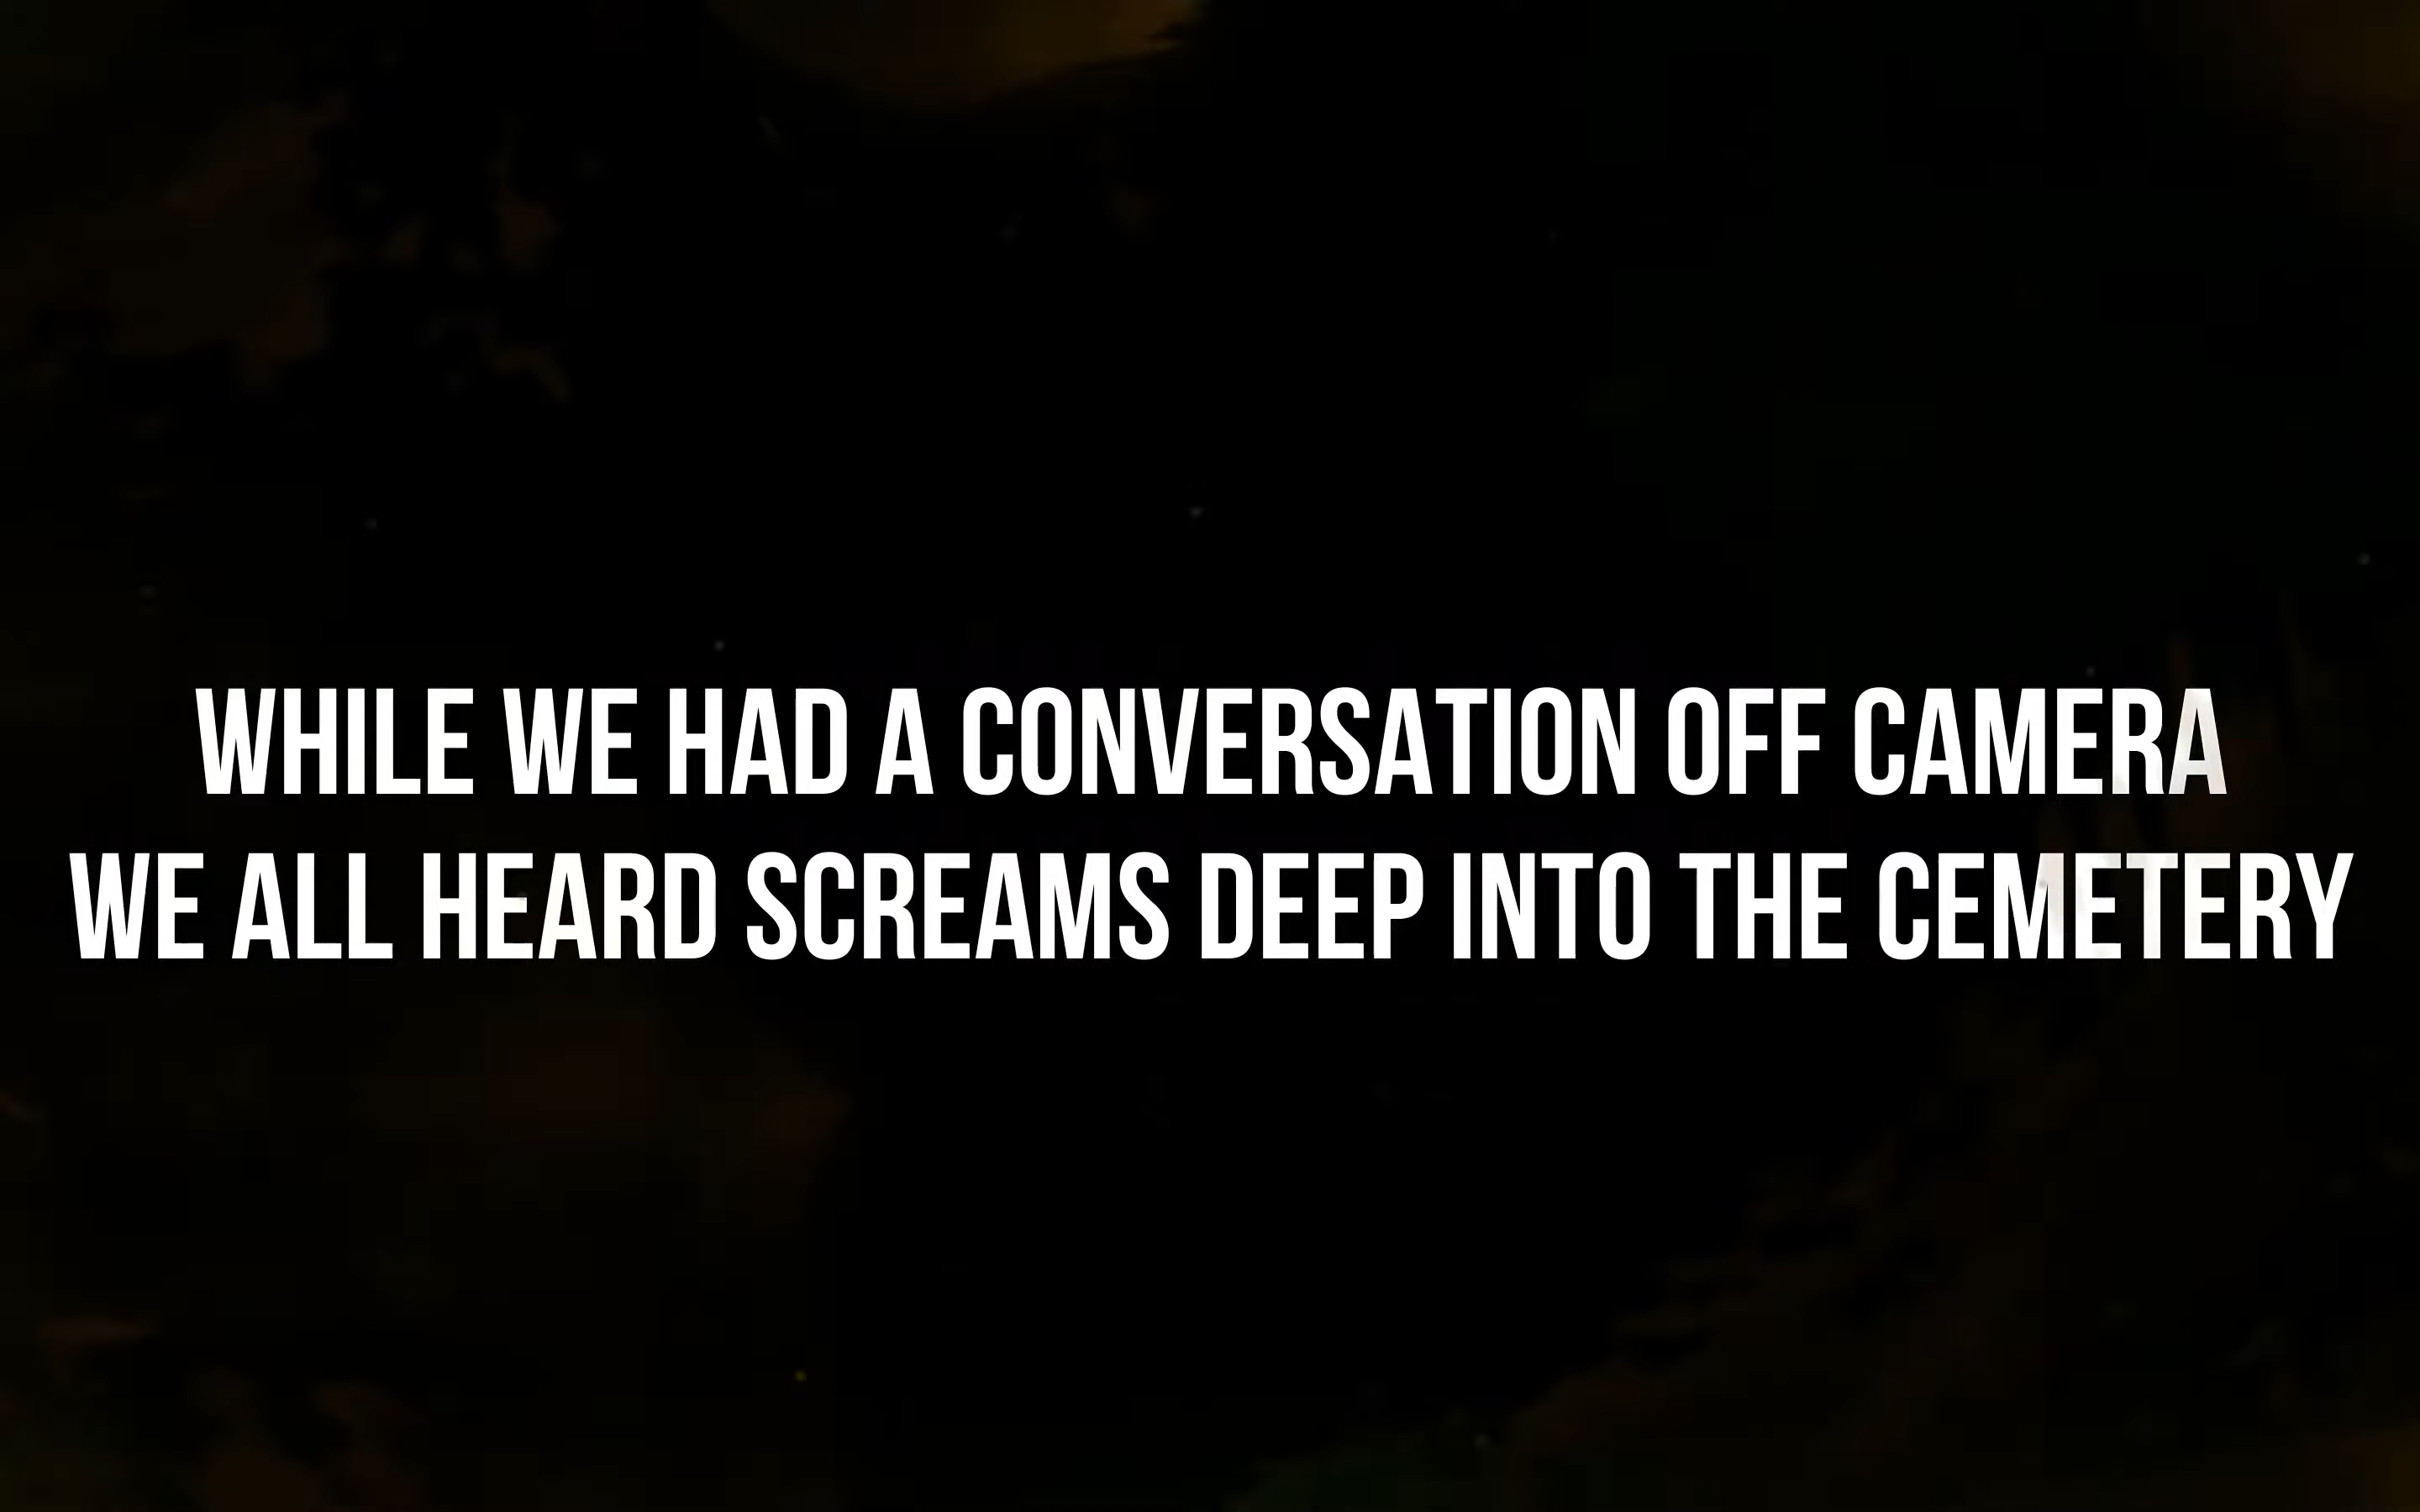 WHILE WE HAD A CONVERSATION OFF CAMERA
WE ALL HEARD SCREAMS DEEP INTO THE CEMETERY